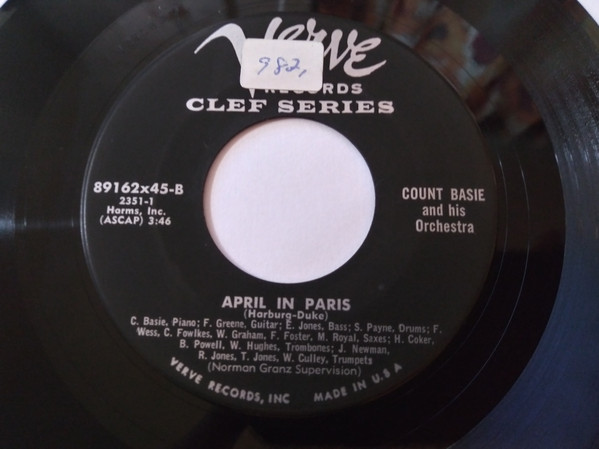 Verve
982,
RECORDS
CLEF SERIES
89162x45-B
2351-1
Harms, Inc.
(ASCAP) 3:46
COUNT BASIE
and his
Orchestra
APRIL IN PARIS
(Harburg-Duke)
C. Basie, Piano; F. Greene, Guitar; E. Jones, Bass; S. Payne, Drums; F.
Wess, C. Fowlkes, W. Graham, F. Foster, M. Royal, Saxes; H. Coker,
B. Powell, W. Hughes, Trombones; J. Newman,
R. Jones, T. Jones, W. Culley, Trumpets
(Norman Granz Supervision)
VERVE RECORDS, INC MADE IN U.S.A